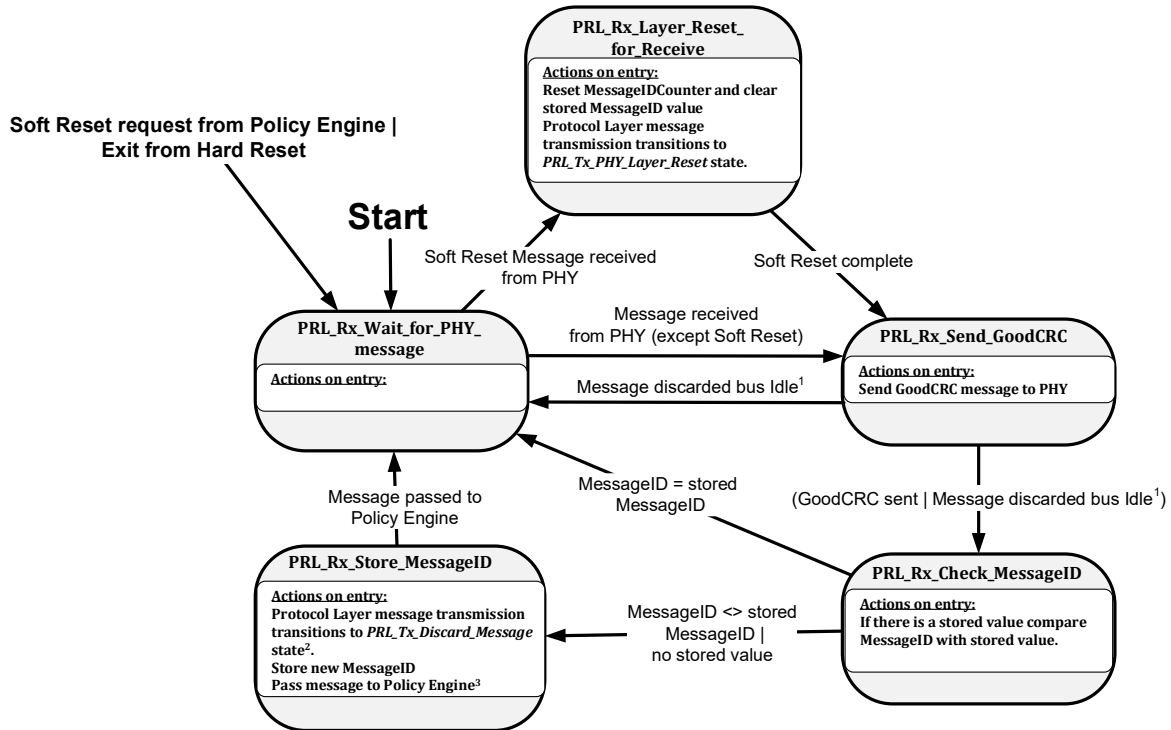 PRL_Rx_Layer_Reset_
for_Receive
Actions on entry:
Reset MessageIDCounter and clear
stored MessageID value
Protocol Layer message
transmission transitions to
PRL_Tx_PHY_Layer_Reset state.
Soft Reset request from Policy Engine |
Exit from Hard Reset
Start
Soft Reset Message received
from PHY
Soft Reset complete
PRL_Rx_Wait_for_PHY_
message
Actions on entry:
Message received
from PHY (except Soft Reset)
Message discarded bus Idle¹
PRL_Rx_Send_GoodCRC
Actions on entry:
Send GoodCRC message to PHY
Message passed to
Policy Engine
MessageID = stored
MessageID
(GoodCRC sent | Message discarded bus Idle¹)
PRL_Rx_Store_MessageID
Actions on entry:
Protocol Layer message transmission
transitions to PRL_Tx_Discard_Message
state².
Store new MessageID
Pass message to Policy Engine³
MessageID <> stored
MessageID |
no stored value
PRL_Rx_Check_MessageID
Actions on entry:
If there is a stored value compare
MessageID with stored value.